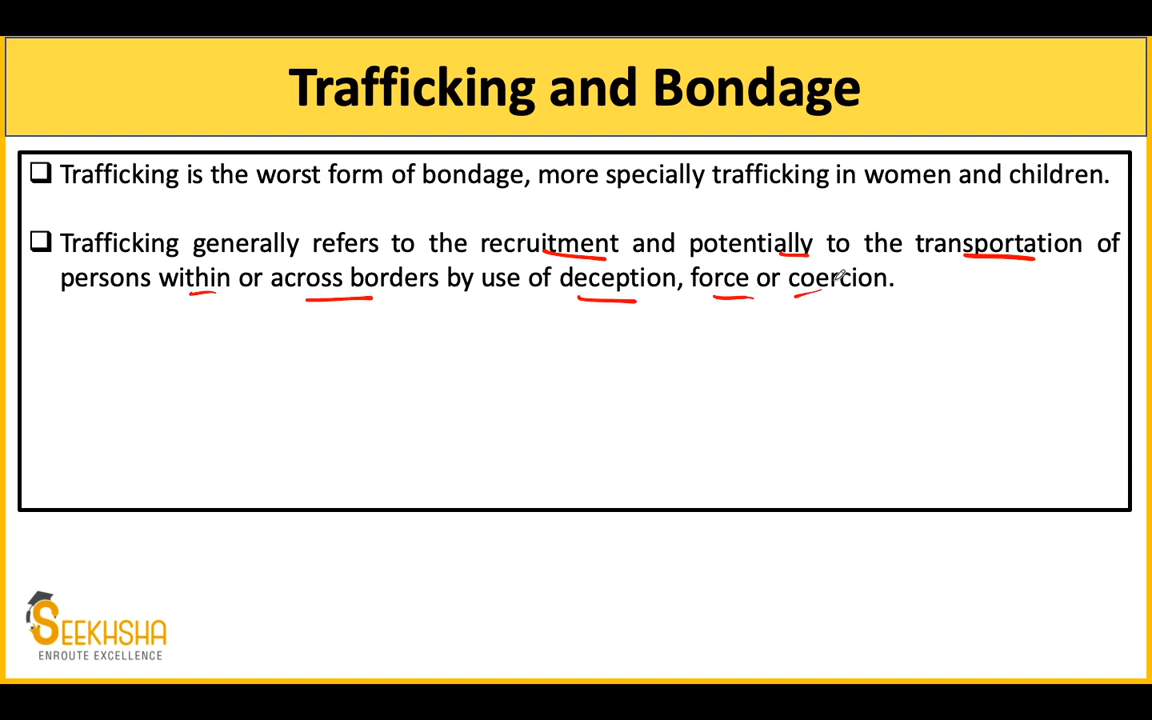 Trafficking and Bondage
❑ Trafficking is the worst form of bondage, more specially trafficking in women and children.
❑ Trafficking generally refers to the recruitment and potentially to the transportation of
persons within or across borders by use of deception, force or coercion.
SEEKHSHA
ENROUTE EXCELLENCE